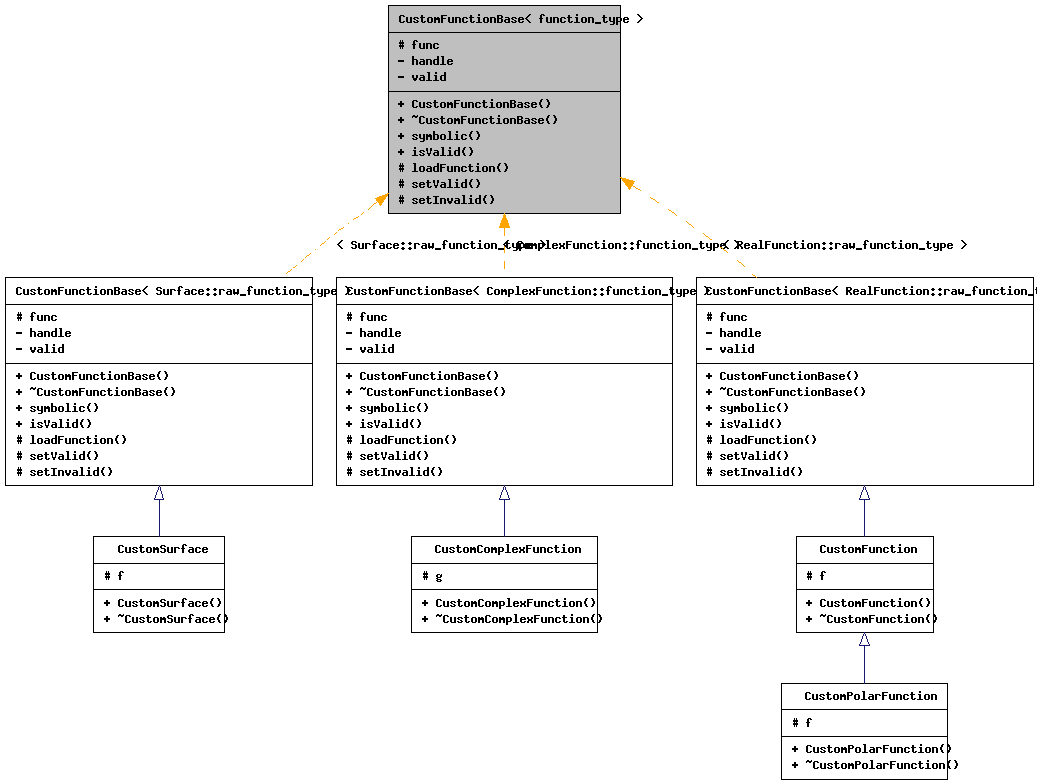 CustomFunctionBase< function_type >
# func
- handle
- valid
+ CustomFunctionBase()
+ ~CustomFunctionBase()
+ symbolic()
+ isValid()
# loadFunction()
# setValid()
# setInvalid()
< Surface::raw_function_type >
< ComplexFunction::function_type >
< RealFunction::raw_function_type >
CustomFunctionBase< Surface::raw_function_type >
# func
- handle
- valid
+ CustomFunctionBase()
+ ~CustomFunctionBase()
+ symbolic()
+ isValid()
# loadFunction()
# setValid()
# setInvalid()
CustomFunctionBase< ComplexFunction::function_type >
# func
- handle
- valid
+ CustomFunctionBase()
+ ~CustomFunctionBase()
+ symbolic()
+ isValid()
# loadFunction()
# setValid()
# setInvalid()
CustomFunctionBase< RealFunction::raw_function_t
# func
- handle
- valid
+ CustomFunctionBase()
+ ~CustomFunctionBase()
+ symbolic()
+ isValid()
# loadFunction()
# setValid()
# setInvalid()
CustomSurface
# f
+ CustomSurface()
+ ~CustomSurface()
CustomComplexFunction
# g
+ CustomComplexFunction()
+ ~CustomComplexFunction()
CustomFunction
# f
+ CustomFunction()
+ ~CustomFunction()
CustomPolarFunction
# f
+ CustomPolarFunction()
+ ~CustomPolarFunction()